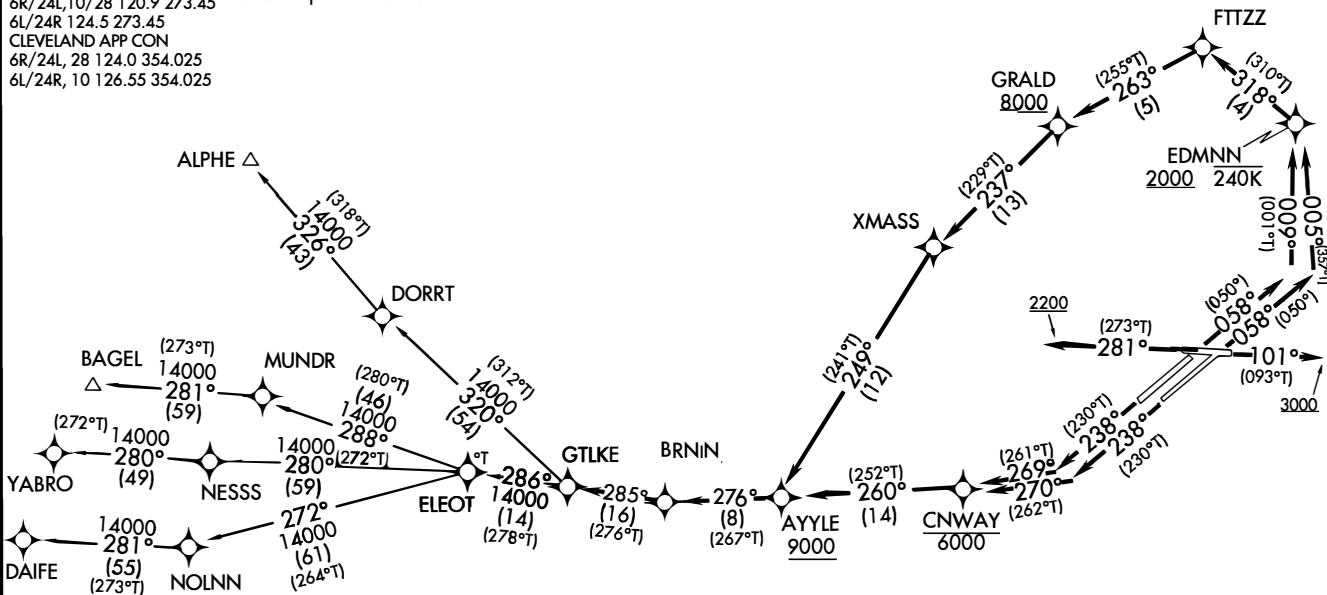 6R/24L,10/28 120.9 273.45
6L/24R 124.5 273.45
CLEVELAND APP CON
6R/24L, 28 124.0 354.025
6L/24R, 10 126.55 354.025
FTTZZ
(310°T)
318°
(4)
(255°T)
263°
(5)
GRALD
8000
EDMNN
2000 240K
(229°T)
237°
(13)
XMASS
009°
(001°T)
005°
(357°T)
ALPHE
(318°T)
14000
326°
(43)
DORRT
(050°)
058°
058°
(050°)
2200
(273°T)
281°
101°
(093°T)
3000
(241°T)
249°
(12)
(312°T)
14000
320°
(54)
BAGEL
(273°T)
14000
281°
(59)
MUNDR
(280°T)
(46)
14000
288°
(230°T)
238°
238°
(230°T)
(272°T)
14000
280°
(49)
YABRO
NESSS
14000
280°
(272°T)
(59)
°T
ELEOT
286°
14000
(14)
(278°T)
GTLKE
285°
(16)
(276°T)
BRNiN
276°
(8)
(267°T)
AYYLE
9000
(252°T)
260°
(14)
CNWAY
6000
(261°T)
269°
270°
(262°T)
272°
14000
(61)
(264°T)
14000
281°
(55)
(273°T)
DAIFE
NOLNN